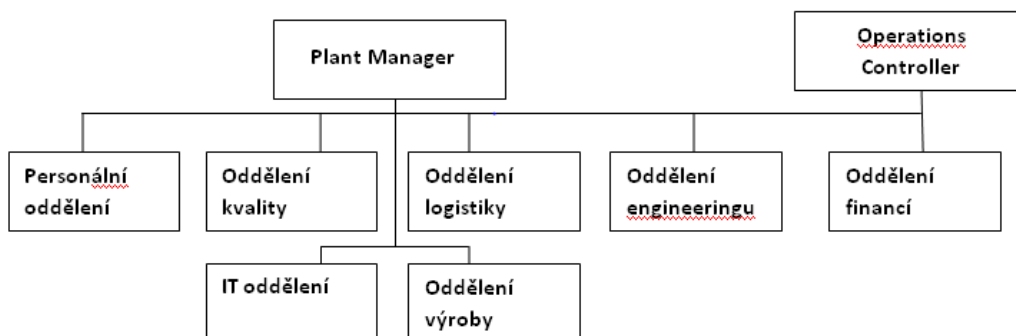 Plant Manager
Operations
Controller
Personální
oddělení
Oddělení
kvality
Oddělení
logistiky
Oddělení
engineeringu
Oddělení
financí
IT oddělení
Oddělení
výroby